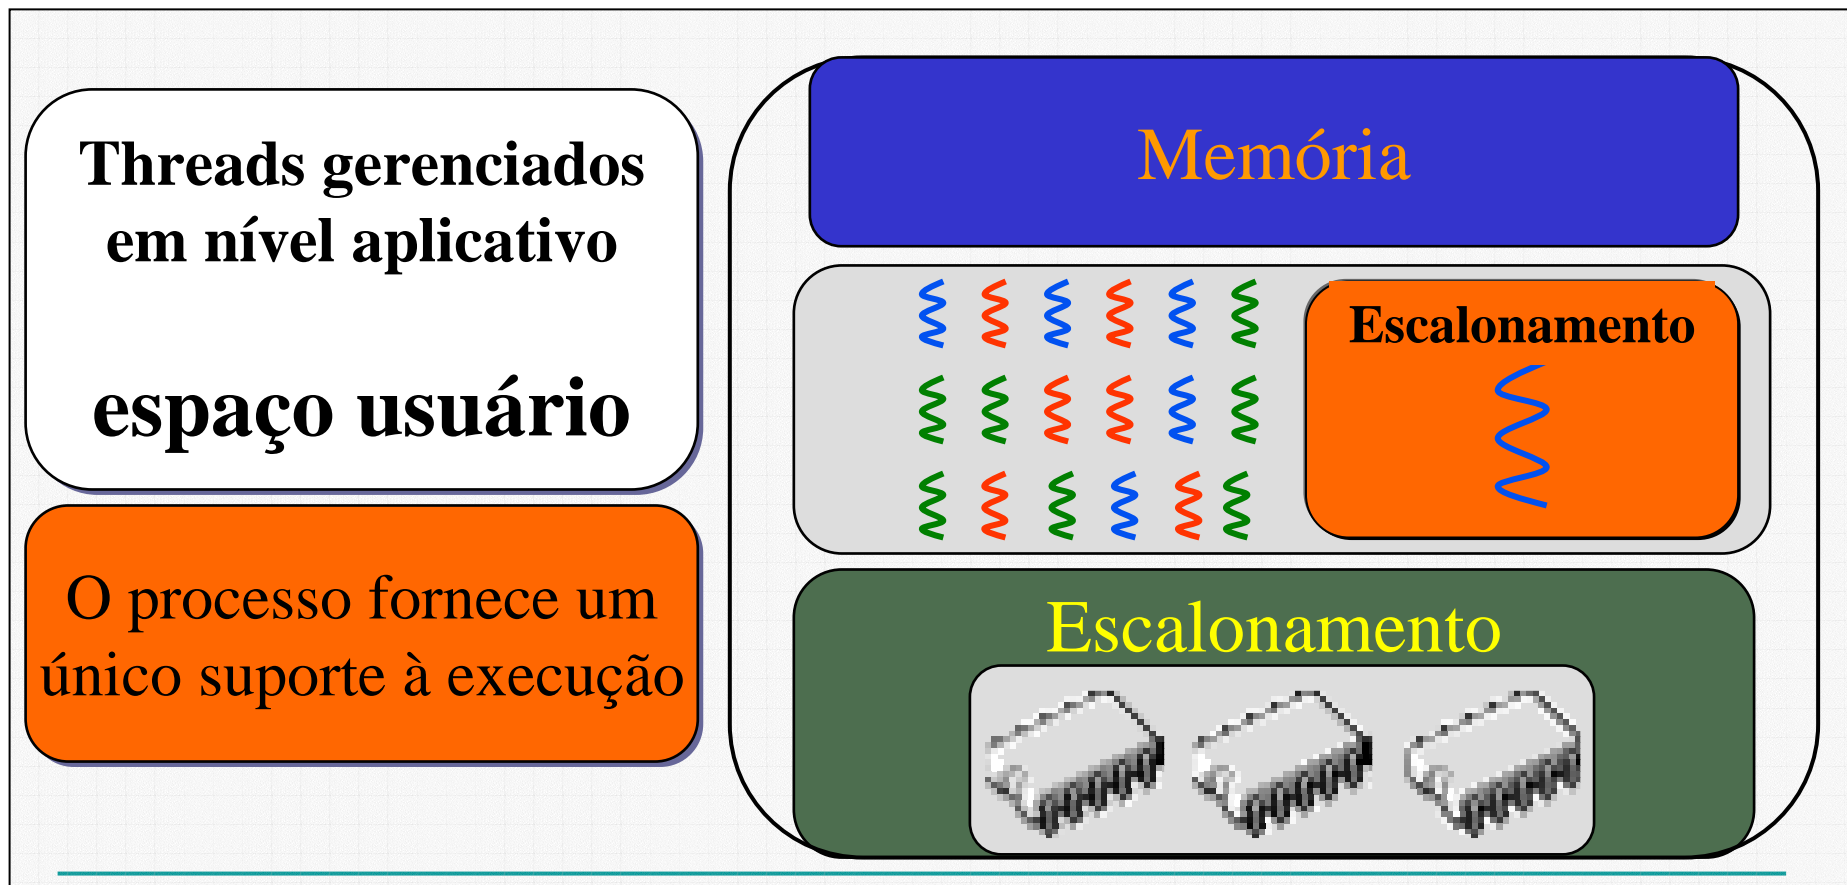 Threads gerenciados
em nível aplicativo
espaço usuário
O processo fornece um
único suporte à execução
Memória
Escalonamento
Escalonamento